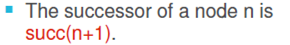 The successor of a node n is
succ(n+1).